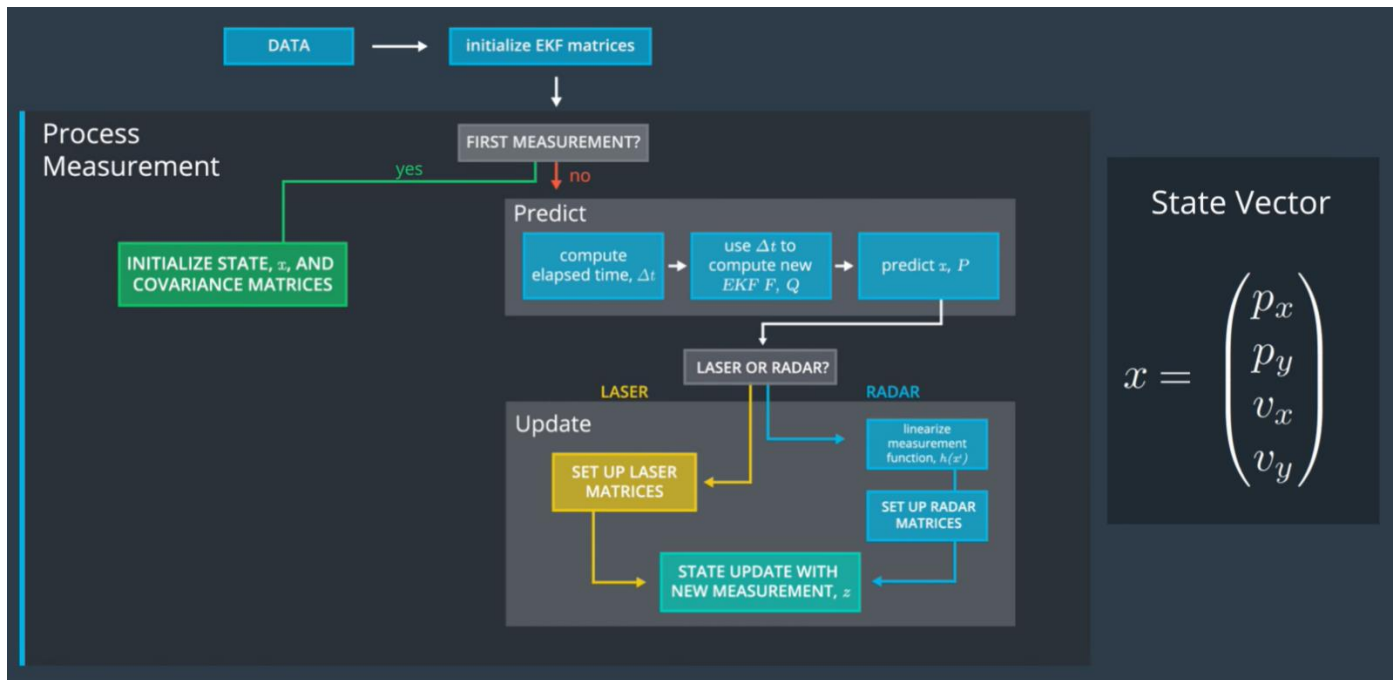 DATA
initialize EKF matrices
Process
Measurement
FIRST MEASUREMENT?
yes
no
INITIALIZE STATE, x, AND
COVARIANCE MATRICES
Predict
compute
elapsed time, Δt
use Δt to
compute new
EKF F, Q
predict x, P
LASER OR RADAR?
LASER
RADAR
Update
linearize
measurement
function, h(x')
SET UP LASER
MATRICES
SET UP RADAR
MATRICES
STATE UPDATE WITH
NEW MEASUREMENT, z
State Vector
x =
p_x
p_y
v_x
v_y